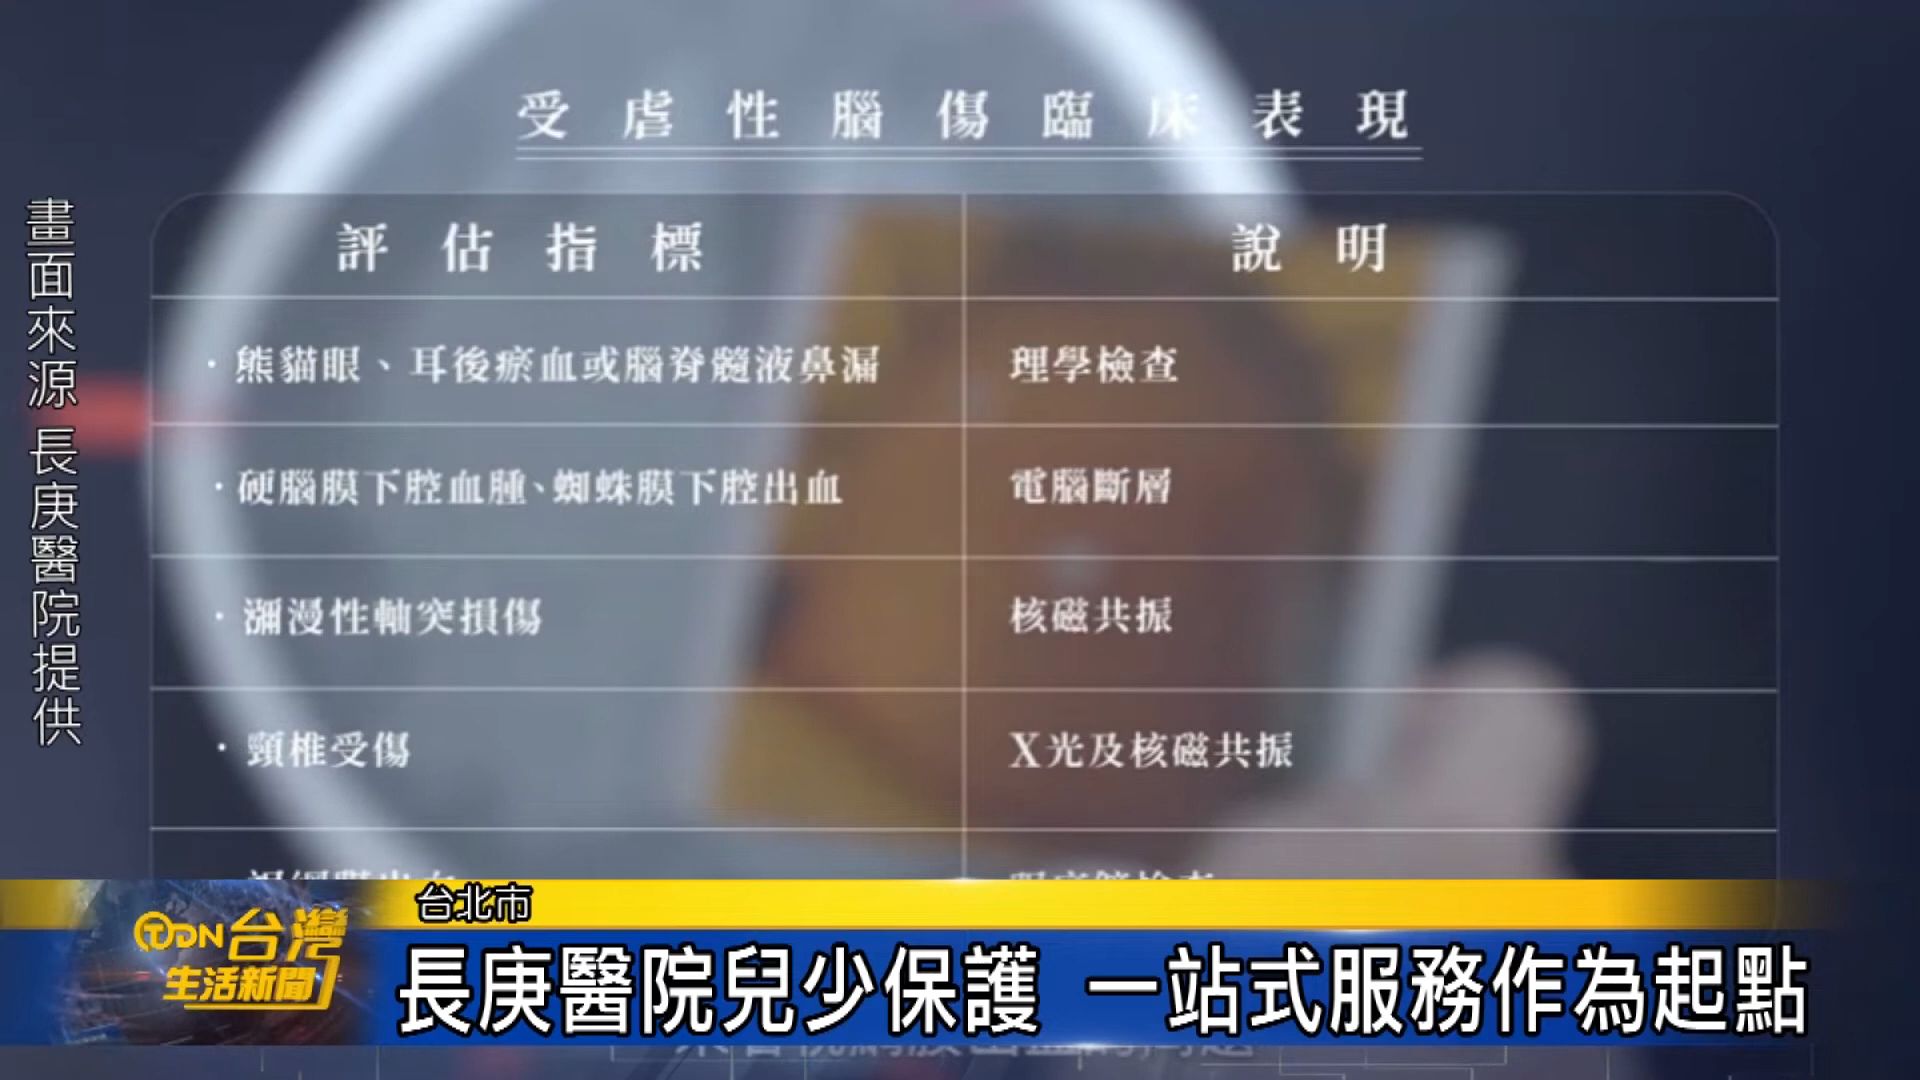 受虐性腦傷臨床表現
評估指標 說明
·熊貓眼、耳後瘀血或腦脊髓液鼻漏 理學檢查
·硬腦膜下腔血腫、蜘蛛膜下腔出血 電腦斷層
·瀰漫性軸突損傷 核磁共振
·頸椎受傷 X光及核磁共振
畫面來源 長庚醫院提供
台北市
TDN台灣
生活新聞
長庚醫院兒少保護 一站式服務作為起點